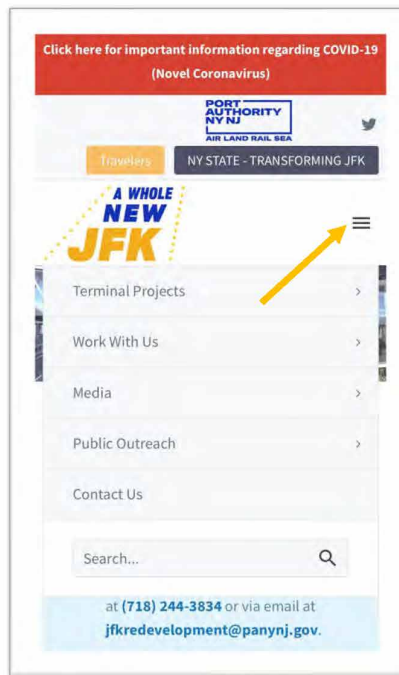 Click here for important information regarding COVID-19
(Novel Coronavirus)
PORT
AUTHORITY
NY NJ
AIR LAND RAIL SEA
Travelers
NY STATE - TRANSFORMING JFK
A WHOLE
NEW
JFK
Terminal Projects
Work With Us
Media
Public Outreach
Contact Us
Search...
at (718) 244-3834 or via email at
jfkredevelopment@panynj.gov.